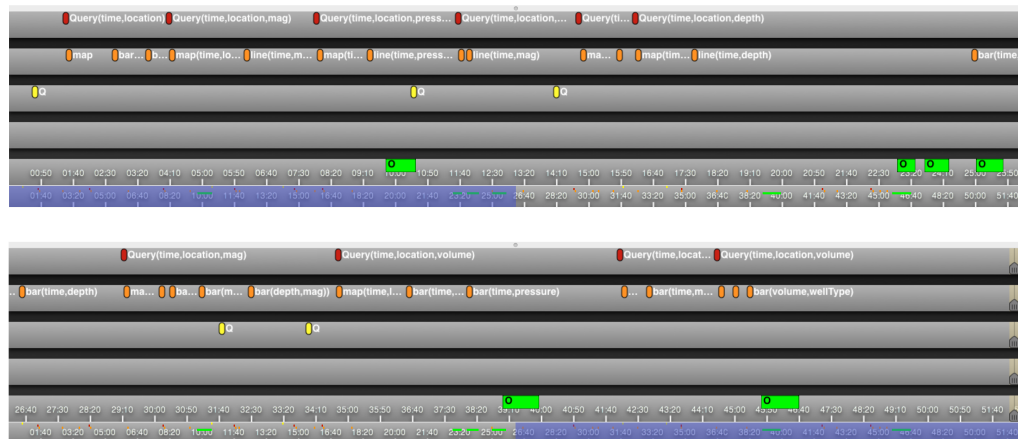 Query(time,location) Query(time,location,mag) Query(time,location,press... Query(time,location,... Query(ti... Query(time,location,depth)
map bar... b... map(time,lo... line(time,m... map(ti... line(time,press... line(time,mag) ma... map(tim... line(time,depth) bar(time
Q Q Q
O O O O
00:50 01:40 02:30 03:20 04:10 05:00 05:50 06:40 07:30 08:20 09:10 10:00 10:50 11:40 12:30 13:20 14:10 15:00 15:50 16:40 17:30 18:20 19:10 20:00 20:50 21:40 22:30 23:20 24:10 25:00 25:50
01:40 03:20 05:00 06:40 08:20 10:00 11:40 13:20 15:00 16:40 18:20 20:00 21:40 23:20 25:00 26:40 28:20 30:00 31:40 33:20 35:00 36:40 38:20 40:00 41:40 43:20 45:00 46:40 48:20 50:00 51:40
Query(time,location,mag) Query(time,location,volume) Query(time,locat... Query(time,location,volume)
... bar(time,depth) ma... ba... bar(m... bar(depth,mag)) map(time,l... bar(time,... bar(time,pressure) ... bar(time,m... bar(volume,wellType)
Q Q
O O
26:40 27:30 28:20 29:10 30:00 30:50 31:40 32:30 33:20 34:10 35:00 35:50 36:40 37:30 38:20 39:10 40:00 40:50 41:40 42:30 43:20 44:10 45:00 45:50 46:40 47:30 48:20 49:10 50:00 50:50 51:40
01:40 03:20 05:00 06:40 08:20 10:00 11:40 13:20 15:00 16:40 18:20 20:00 21:40 23:20 25:00 26:40 28:20 30:00 31:40 33:20 35:00 36:40 38:20 40:00 41:40 43:20 45:00 46:40 48:20 50:00 51:40